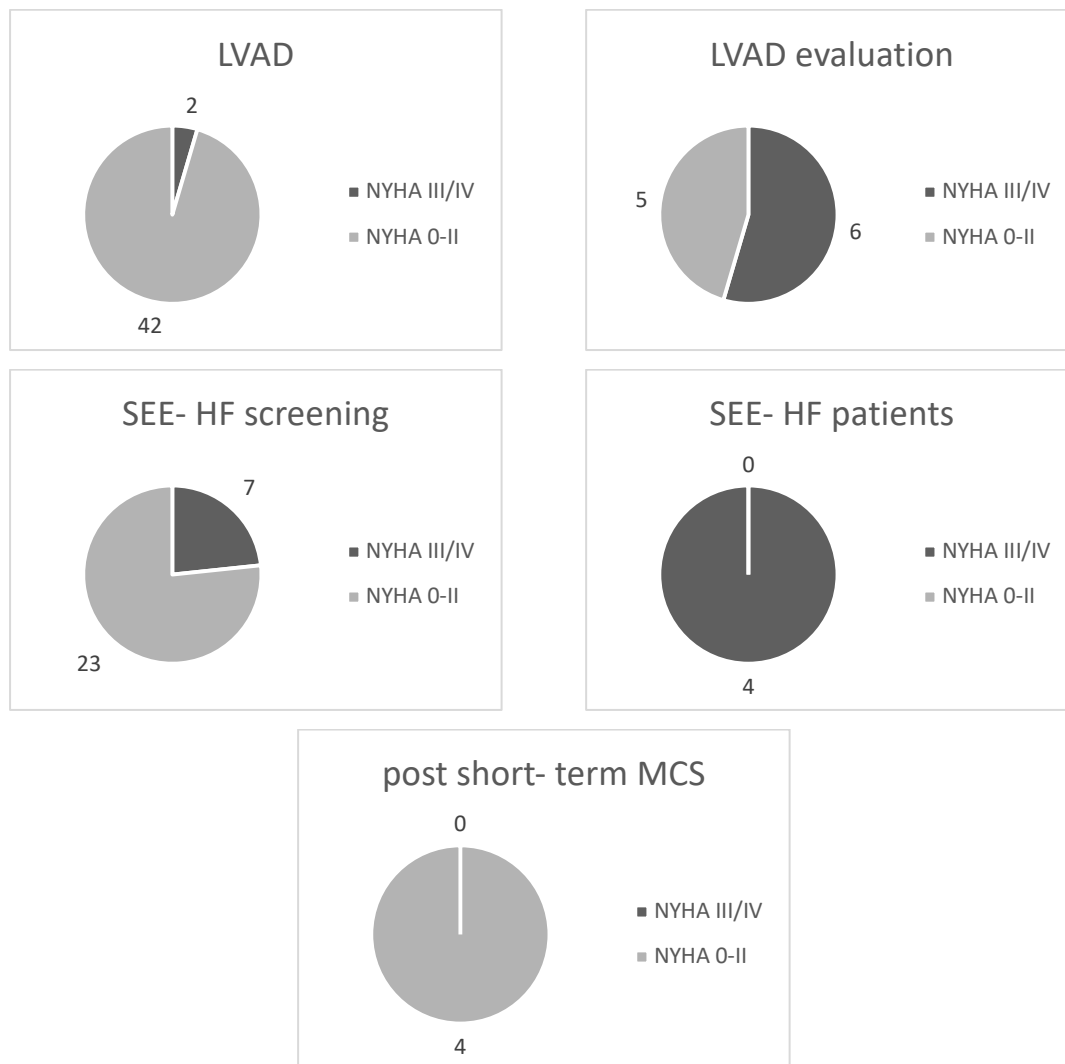 LVAD
2
NYHA III/IV
NYHA 0-II
42
LVAD evaluation
5
6
NYHA III/IV
NYHA 0-II
SEE- HF screening
7
NYHA III/IV
NYHA 0-II
23
SEE- HF patients
0
NYHA III/IV
NYHA 0-II
4
post short- term MCS
0
NYHA III/IV
NYHA 0-II
4